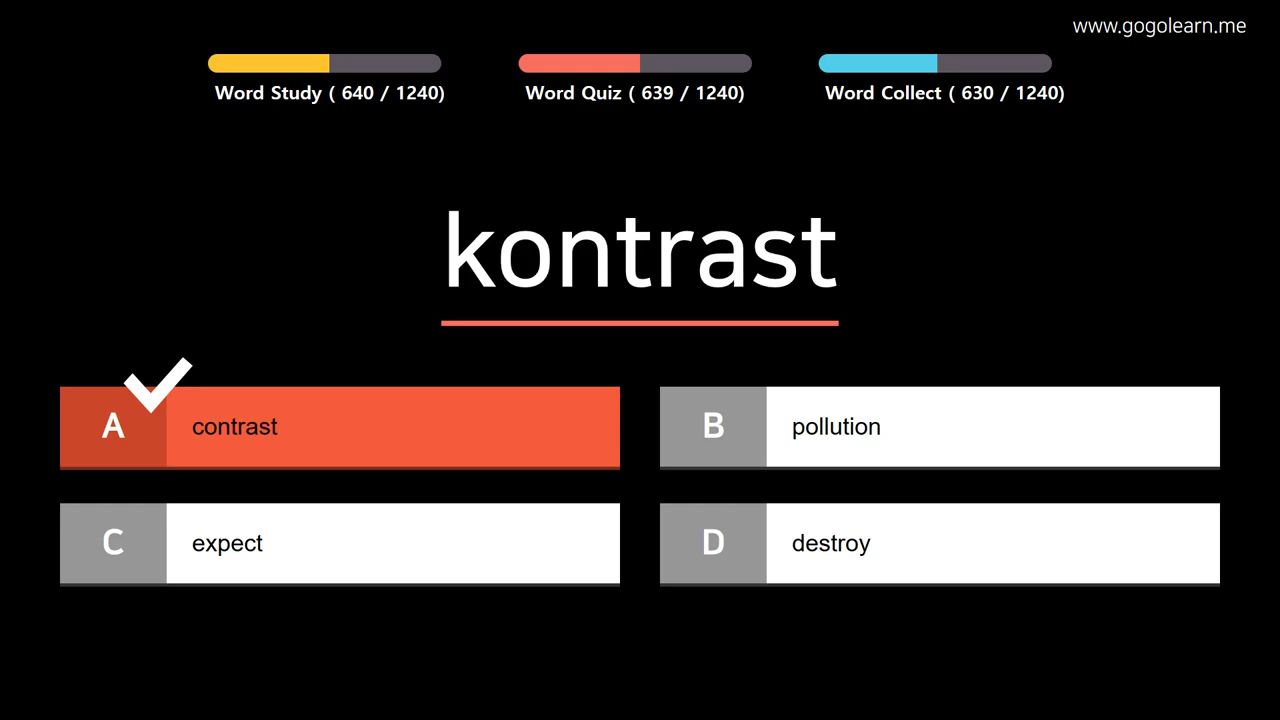 www.gogolearn.me
Word Study ( 640 / 1240)
Word Quiz ( 639 / 1240)
Word Collect ( 630 / 1240)
kontrast
A contrast
B pollution
C expect
D destroy